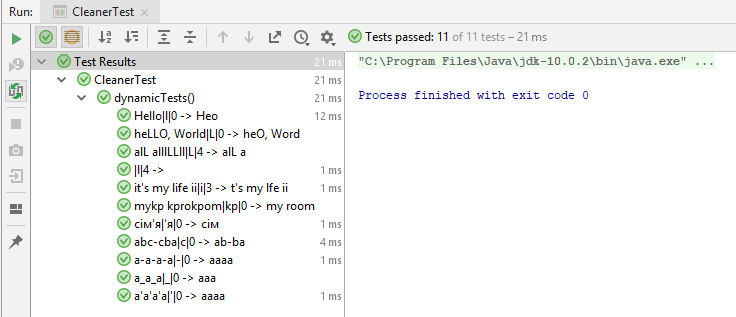 Run: CleanerTest
Tests passed: 11 of 11 tests – 21 ms
Test Results 21 ms
"C:\Program Files\Java\jdk-10.0.2\bin\java.exe" ...
CleanerTest 21 ms
dynamicTests() 21 ms
Process finished with exit code 0
Hello|l|0 -> Heo 12 ms
heLLO, World|L|0 -> heO, Word
alL alllLLll|L|4 -> alL a
|l|4 -> 1 ms
it's my life ii|i|3 -> t's my lfe ii 1 ms
mykp kprokpom|kp|0 -> my room
сім'я|'я|0 -> сім 1 ms
abc-cba|c|0 -> ab-ba 4 ms
a-a-a-a|-|0 -> aaaa 1 ms
a_a_a|_|0 -> aaa
a'a'a'a|'|0 -> aaaa 1 ms